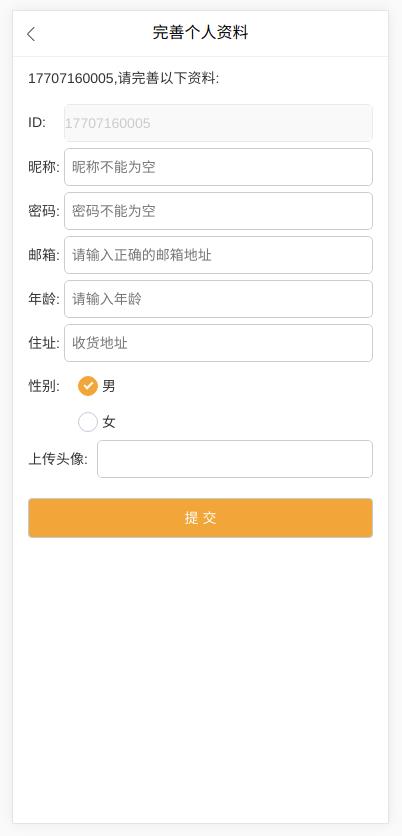 完善个人资料
17707160005,请完善以下资料:
ID: 17707160005
昵称: 昵称不能为空
密码: 密码不能为空
邮箱: 请输入正确的邮箱地址
年龄: 请输入年龄
住址: 收货地址
性别: 男
女
上传头像:
提 交